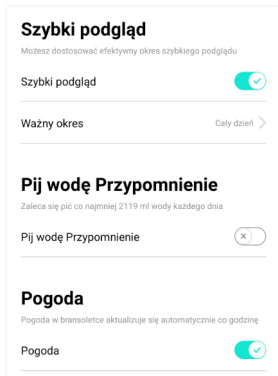 Szybki podgląd
Możesz dostosować efektywny okres szybkiego podglądu
Szybki podgląd
Ważny okres Cały dzień
Pij wodę Przypomnienie
Zaleca się pić co najmniej 2119 ml wody każdego dnia
Pij wodę Przypomnienie
Pogoda
Pogoda w bransoletce aktualizuje się automatycznie co godzinę
Pogoda